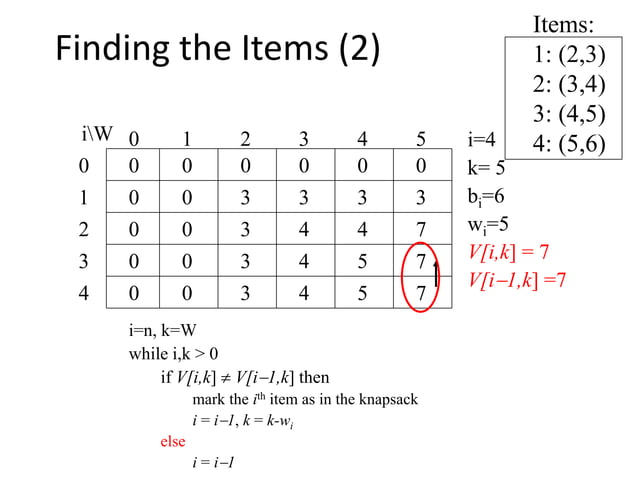 Finding the Items (2)
Items:
1: (2,3)
2: (3,4)
3: (4,5)
4: (5,6)
i\W 0 1 2 3 4 5
0 0 0 0 0 0 0
1 0 0 3 3 3 3
2 0 0 3 4 4 7
3 0 0 3 4 5 7
4 0 0 3 4 5 7
i=4
k= 5
bi=6
wi=5
V[i,k] = 7
V[i−1,k] =7
i=n, k=W
while i,k > 0
if V[i,k] ≠ V[i−1,k] then
mark the ith item as in the knapsack
i = i−1, k = k-wi
else
i = i−1